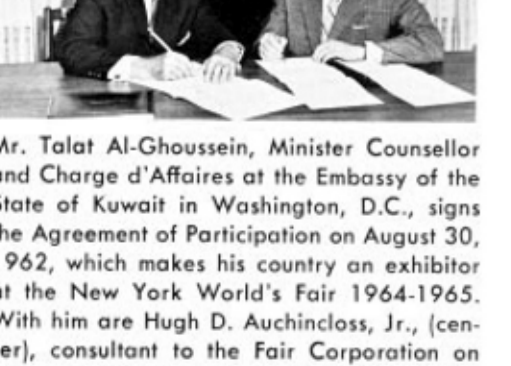 Mr. Talat Al-Ghoussein, Minister Counsellor
and Charge d'Affaires at the Embassy of the
State of Kuwait in Washington, D.C., signs
the Agreement of Participation on August 30,
1962, which makes his country an exhibitor
at the New York World's Fair 1964-1965.
With him are Hugh D. Auchincloss, Jr., (cen-
ter), consultant to the Fair Corporation on